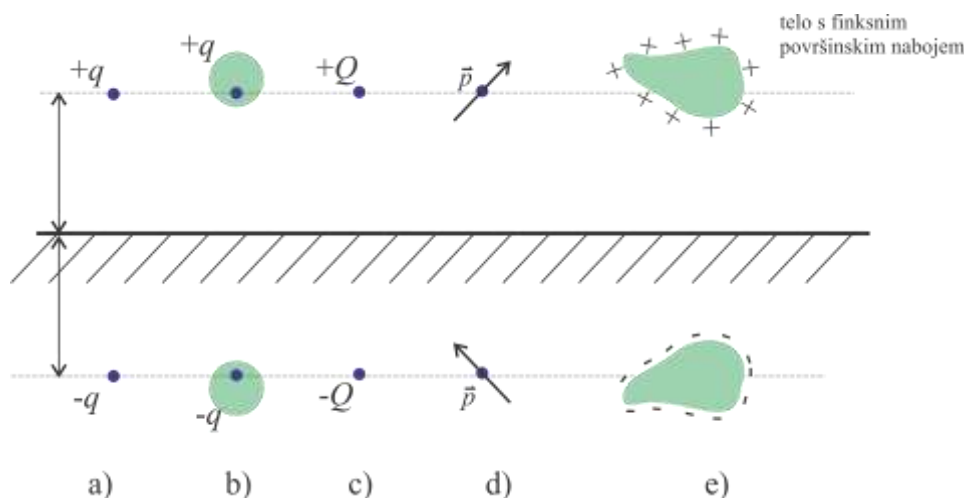 telo s finksnim
površinskim nabojem
+q
+q
+Q
p⃗
-q
-q
-Q
p⃗
a)
b)
c)
d)
e)